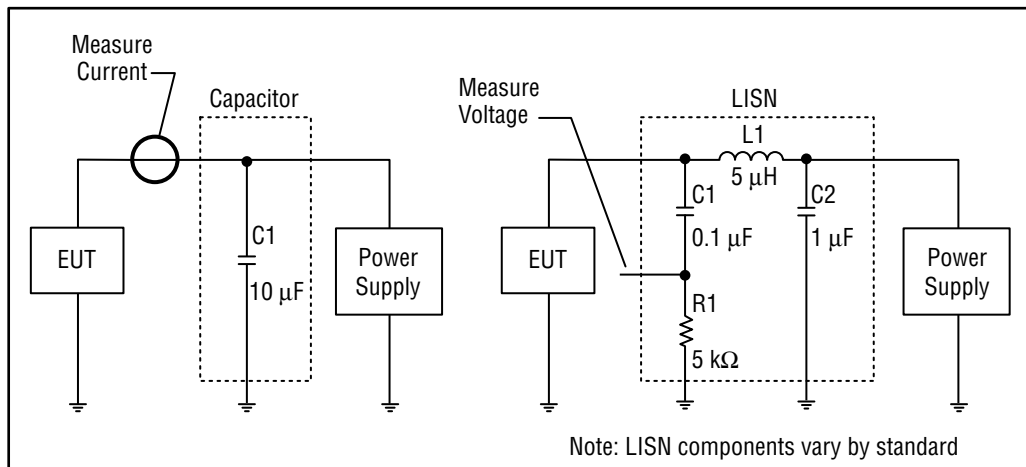 Measure
Current
Capacitor
C1
10 μF
EUT
Power
Supply
Measure
Voltage
LISN
L1
5 μH
C1
0.1 μF
C2
1 μF
R1
5 kΩ
EUT
Power
Supply
Note: LISN components vary by standard